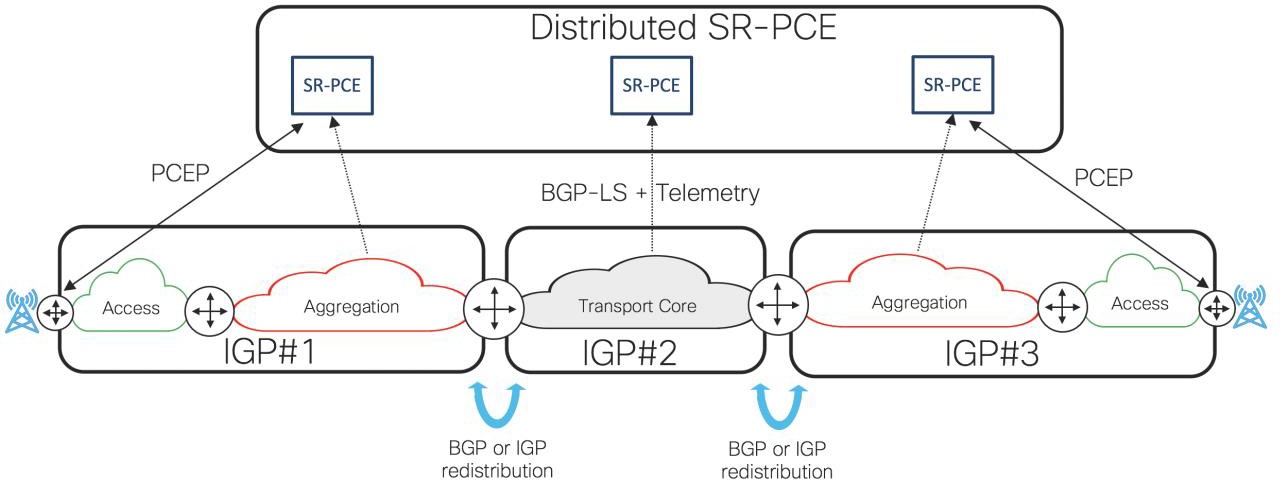 Distributed SR-PCE
SR-PCE
SR-PCE
SR-PCE
PCEP
BGP-LS + Telemetry
PCEP
Access
Aggregation
Transport Core
Aggregation
Access
IGP#1
IGP#2
IGP#3
BGP or IGP
redistribution
BGP or IGP
redistribution